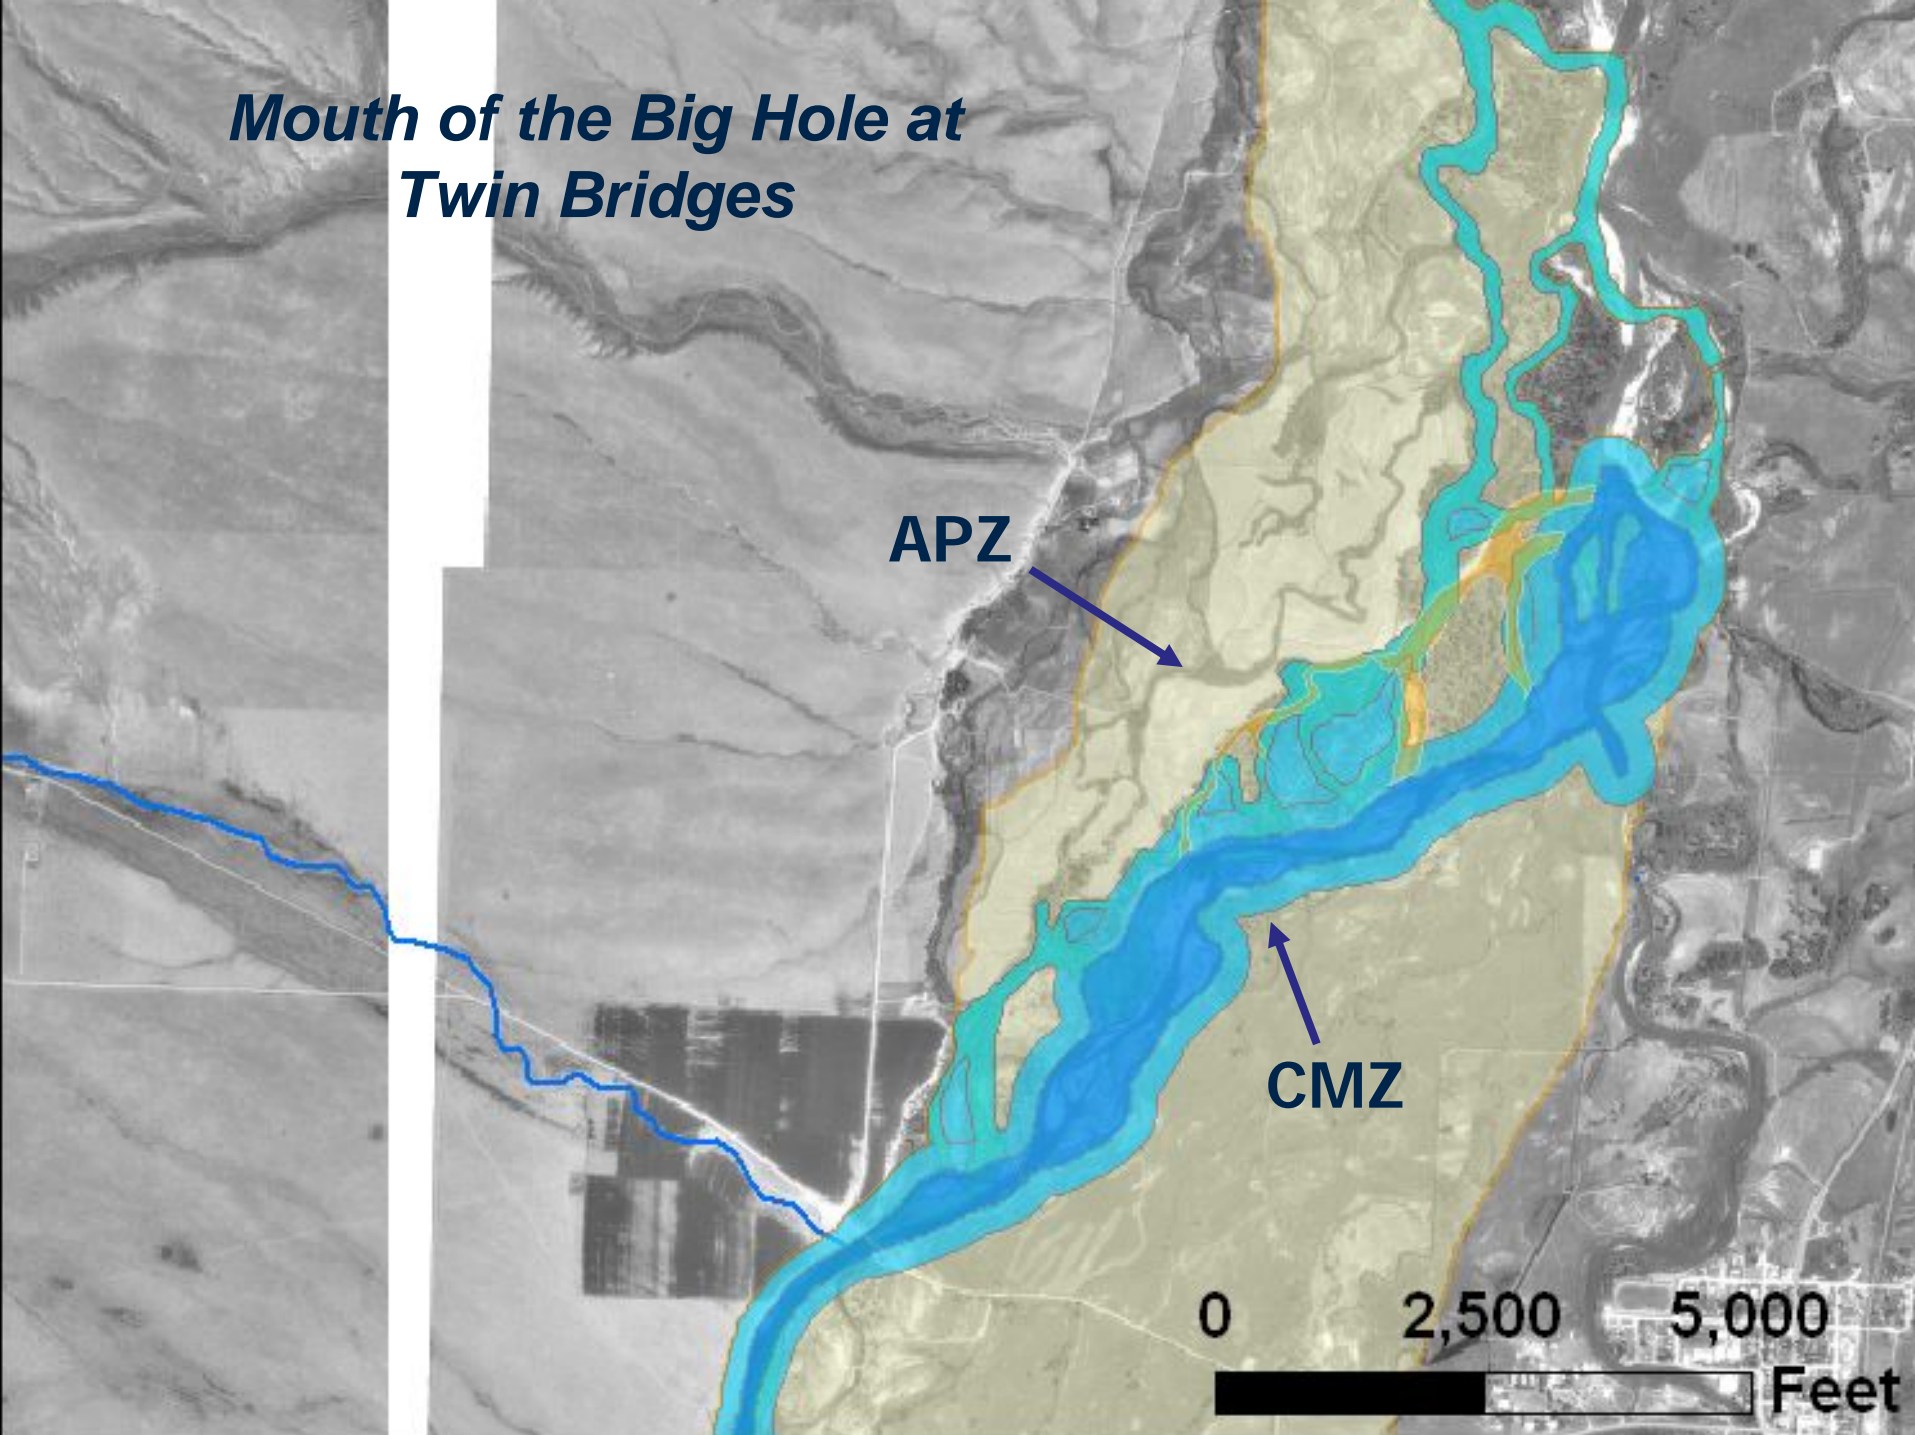 Mouth of the Big Hole at
Twin Bridges
APZ
CMZ
0 2,500 5,000
Feet